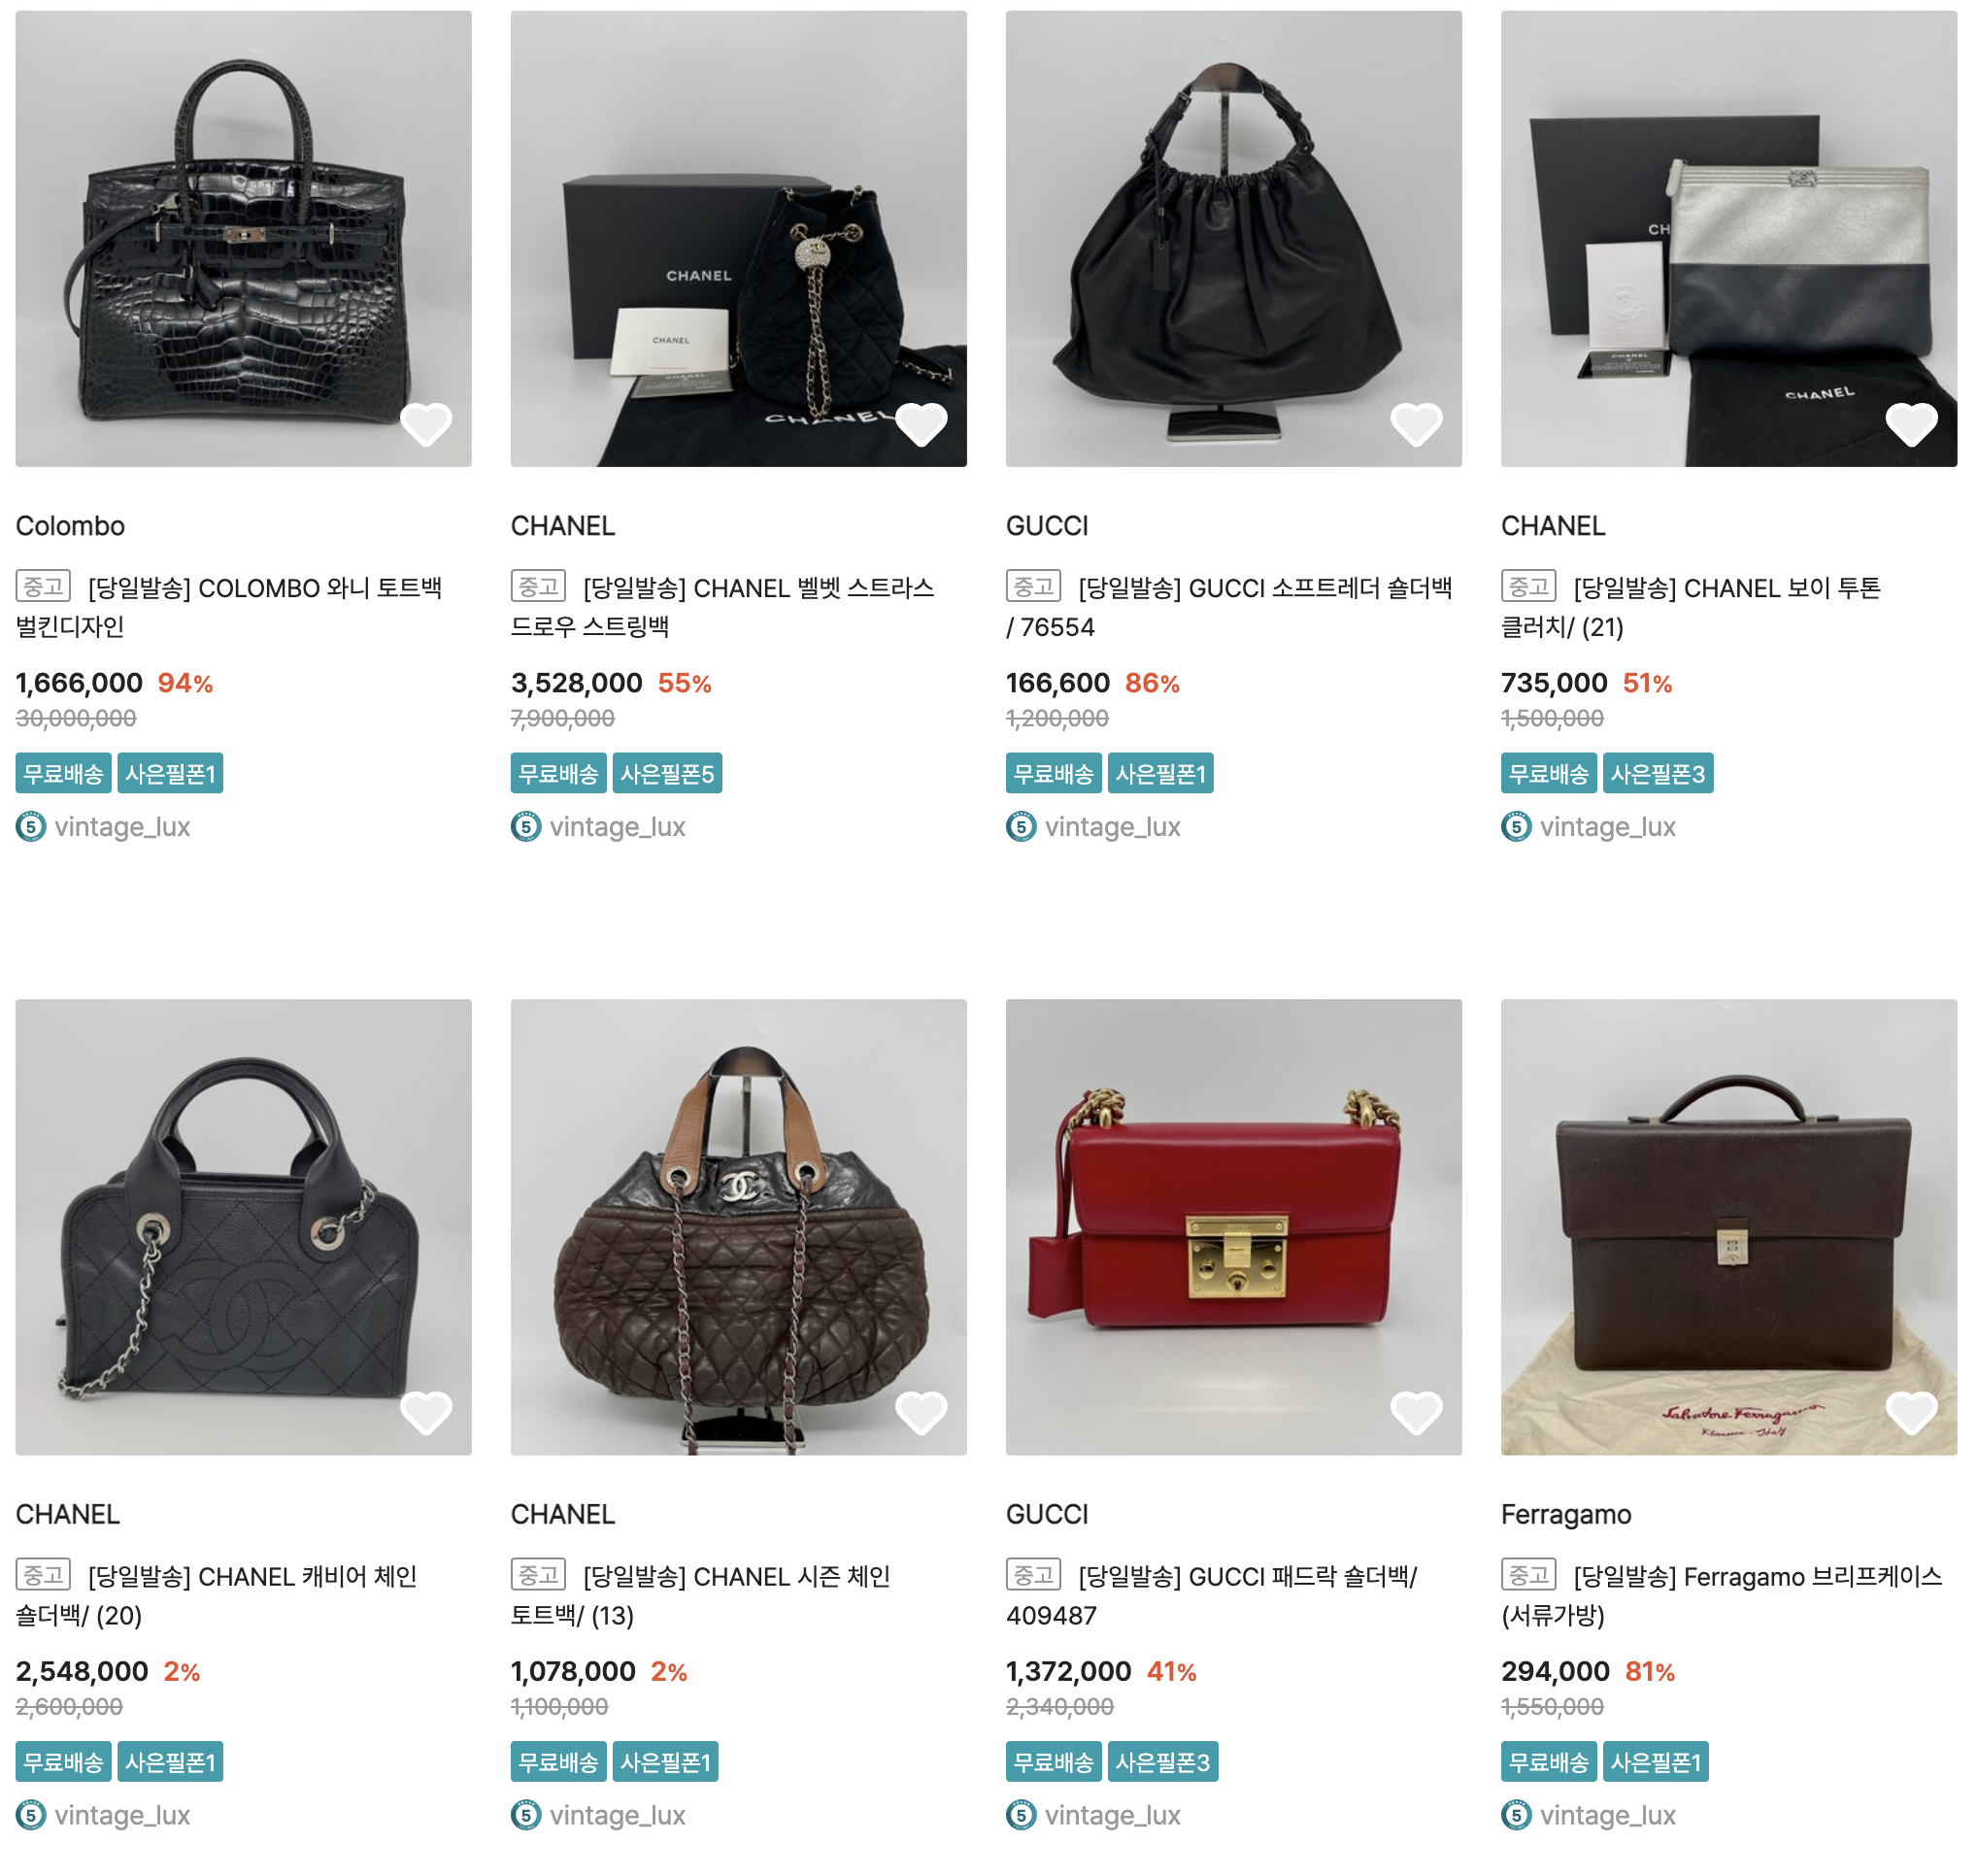 CHANEL
CHANEL
CHANEL
CHANEL
CH
CHANEL
CHANEL
Colombo
중고 [당일발송] COLOMBO 와니 토트백
벌킨디자인
1,666,000 94%
30,000,000
무료배송 사은필폰1
5 vintage_lux
CHANEL
중고 [당일발송] CHANEL 벨벳 스트라스
드로우 스트링백
3,528,000 55%
7,900,000
무료배송 사은필폰5
5 vintage_lux
GUCCI
중고 [당일발송] GUCCI 소프트레더 숄더백
/ 76554
166,600 86%
1,200,000
무료배송 사은필폰1
5 vintage_lux
CHANEL
중고 [당일발송] CHANEL 보이 투톤
클러치/ (21)
735,000 51%
1,500,000
무료배송 사은필폰3
5 vintage_lux
Salvatore Ferragamo
Florence - Italy
CHANEL
중고 [당일발송] CHANEL 캐비어 체인
숄더백/ (20)
2,548,000 2%
2,600,000
무료배송 사은필폰1
5 vintage_lux
CHANEL
중고 [당일발송] CHANEL 시즌 체인
토트백/ (13)
1,078,000 2%
1,100,000
무료배송 사은필폰1
5 vintage_lux
GUCCI
중고 [당일발송] GUCCI 패드락 숄더백/
409487
1,372,000 41%
2,340,000
무료배송 사은필폰3
5 vintage_lux
Ferragamo
중고 [당일발송] Ferragamo 브리프케이스
(서류가방)
294,000 81%
1,550,000
무료배송 사은필폰1
5 vintage_lux